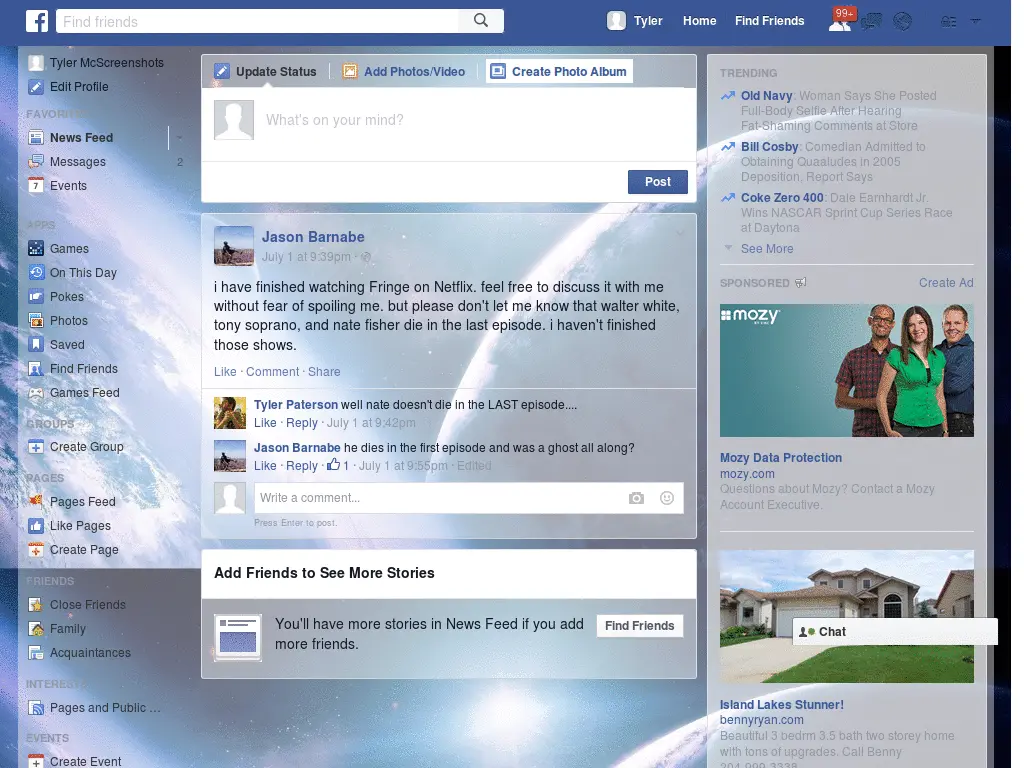 Find friends
Tyler
Home
Find Friends
99+
Tyler McScreenshots
Edit Profile
FAVORITES
News Feed
Messages 2
7 Events
APPS
Games
On This Day
Pokes
Photos
Saved
Find Friends
Games Feed
GROUPS
Create Group
PAGES
Pages Feed
Like Pages
Create Page
FRIENDS
Close Friends
Family
Acquaintances
INTERESTS
Pages and Public ...
EVENTS
Create Event
Update Status
Add Photos/Video
Create Photo Album
What's on your mind?
Post
Jason Barnabe
July 1 at 9:39pm ·
i have finished watching Fringe on Netflix. feel free to discuss it with me
without fear of spoiling me. but please don't let me know that walter white,
tony soprano, and nate fisher die in the last episode. i haven't finished
those shows.
Like · Comment · Share
Tyler Paterson well nate doesn't die in the LAST episode....
Like · Reply · July 1 at 9:42pm
Jason Barnabe he dies in the first episode and was a ghost all along?
Like · Reply · 1 · July 1 at 9:55pm · Edited
Write a comment...
Press Enter to post.
Add Friends to See More Stories
You'll have more stories in News Feed if you add
more friends.
Find Friends
TRENDING
Old Navy: Woman Says She Posted
Full-Body Selfie After Hearing
Fat-Shaming Comments at Store
Bill Cosby: Comedian Admitted to
Obtaining Quaaludes in 2005
Deposition, Report Says
Coke Zero 400: Dale Earnhardt Jr.
Wins NASCAR Sprint Cup Series Race
at Daytona
See More
SPONSORED
Create Ad
mozy
Mozy Data Protection
mozy.com
Questions about Mozy? Contact a Mozy
Account Executive.
Chat
Island Lakes Stunner!
bennyryan.com
Beautiful 3 bedrm 3.5 bath two storey home
with tons of upgrades. Call Benny
204-999-3338